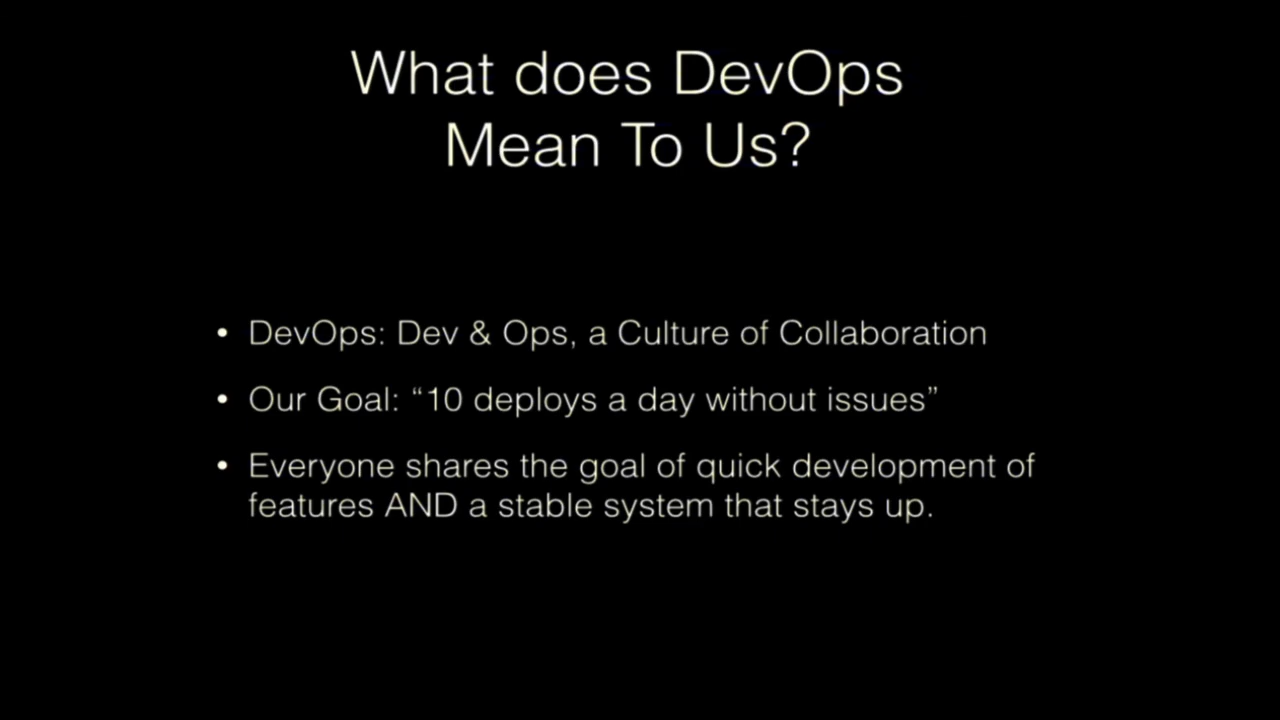 What does DevOps
Mean To Us?
• DevOps: Dev & Ops, a Culture of Collaboration
• Our Goal: “10 deploys a day without issues”
• Everyone shares the goal of quick development of
features AND a stable system that stays up.